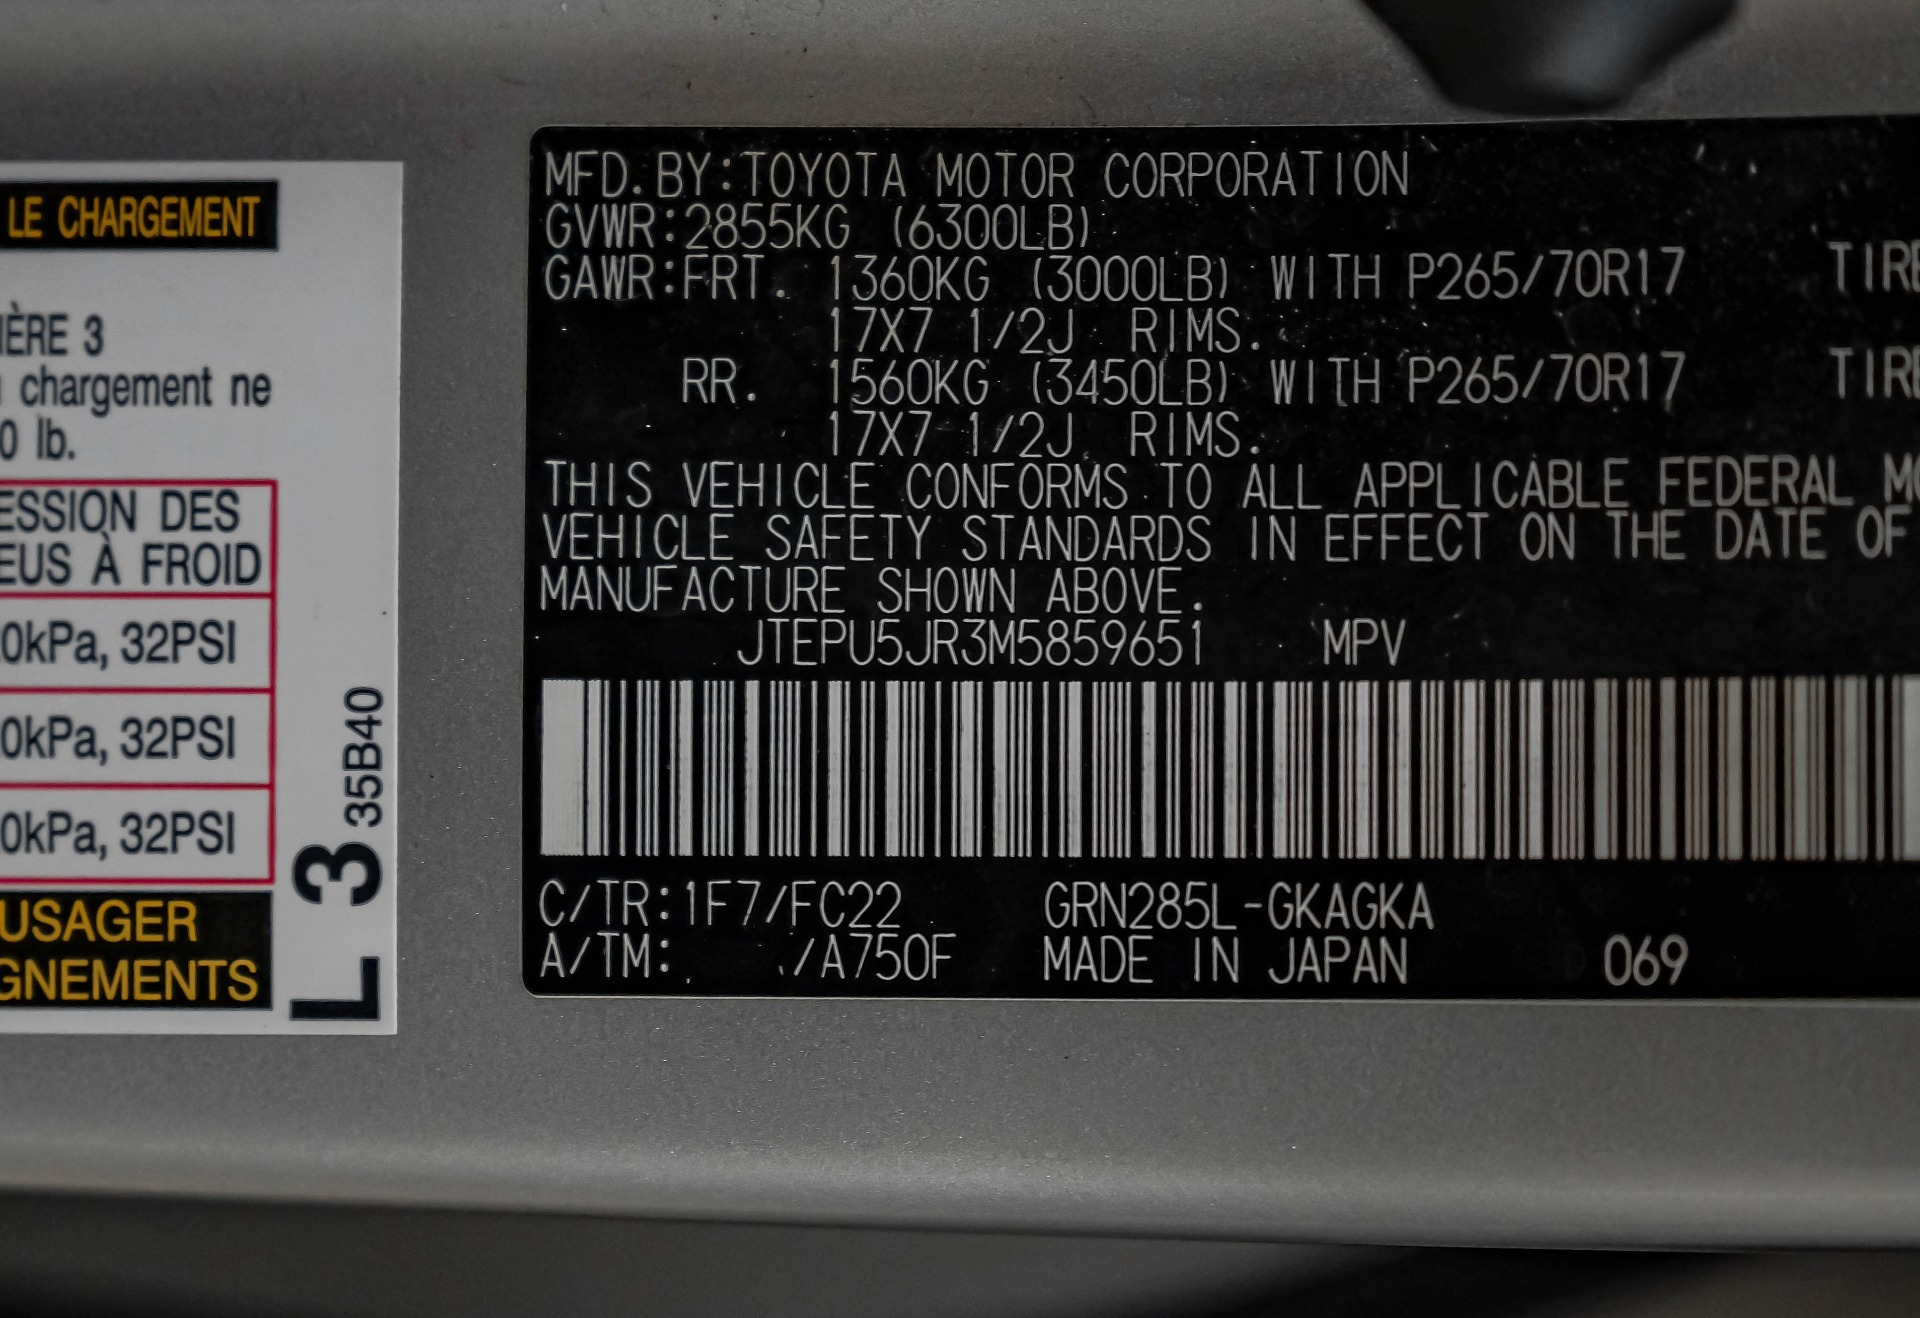 LE CHARGEMENT
IÈRE 3
chargement ne
0 lb.
ESSION DES
EUS À FROID
0kPa, 32PSI
0kPa, 32PSI
0kPa, 32PSI
USAGER
GNEMENTS
L 3 35B40
MFD.BY:TOYOTA MOTOR CORPORATION
GVWR:2855KG (6300LB)
GAWR:FRT. 1360KG (3000LB) WITH P265/70R17 TIRE
17X7 1/2J RIMS.
RR. 1560KG (3450LB) WITH P265/70R17 TIRE
17X7 1/2J RIMS.
THIS VEHICLE CONFORMS TO ALL APPLICABLE FEDERAL MO
VEHICLE SAFETY STANDARDS IN EFFECT ON THE DATE OF
MANUFACTURE SHOWN ABOVE.
JTEPU5JR3M5859651 MPV
C/TR:1F7/FC22 GRN285L-GKAGKA
A/TM: /A750F MADE IN JAPAN 069